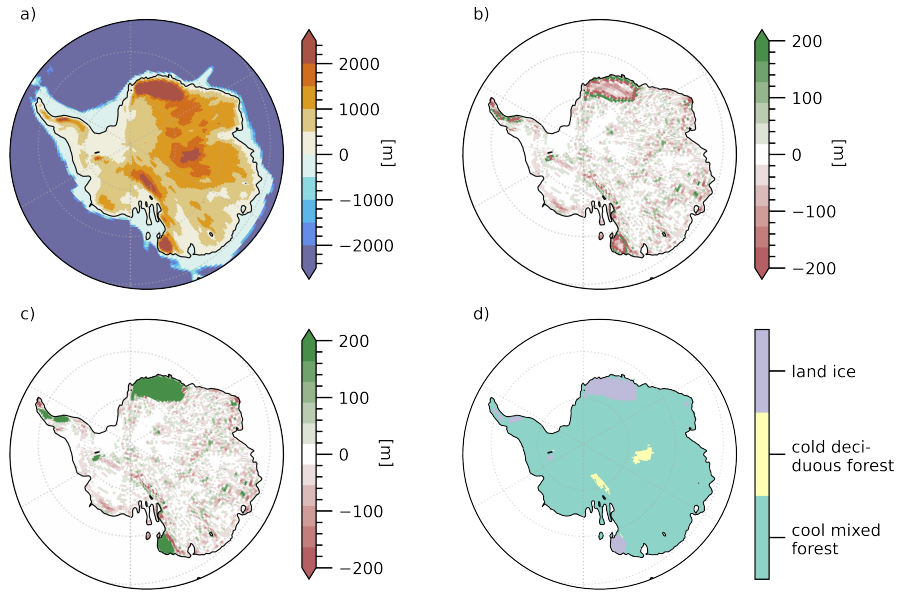 a)
2000
1000
0
−1000
−2000
[m]
b)
200
100
0
−100
−200
[m]
c)
200
100
0
−100
−200
[m]
d)
land ice
cold deci-
duous forest
cool mixed
forest